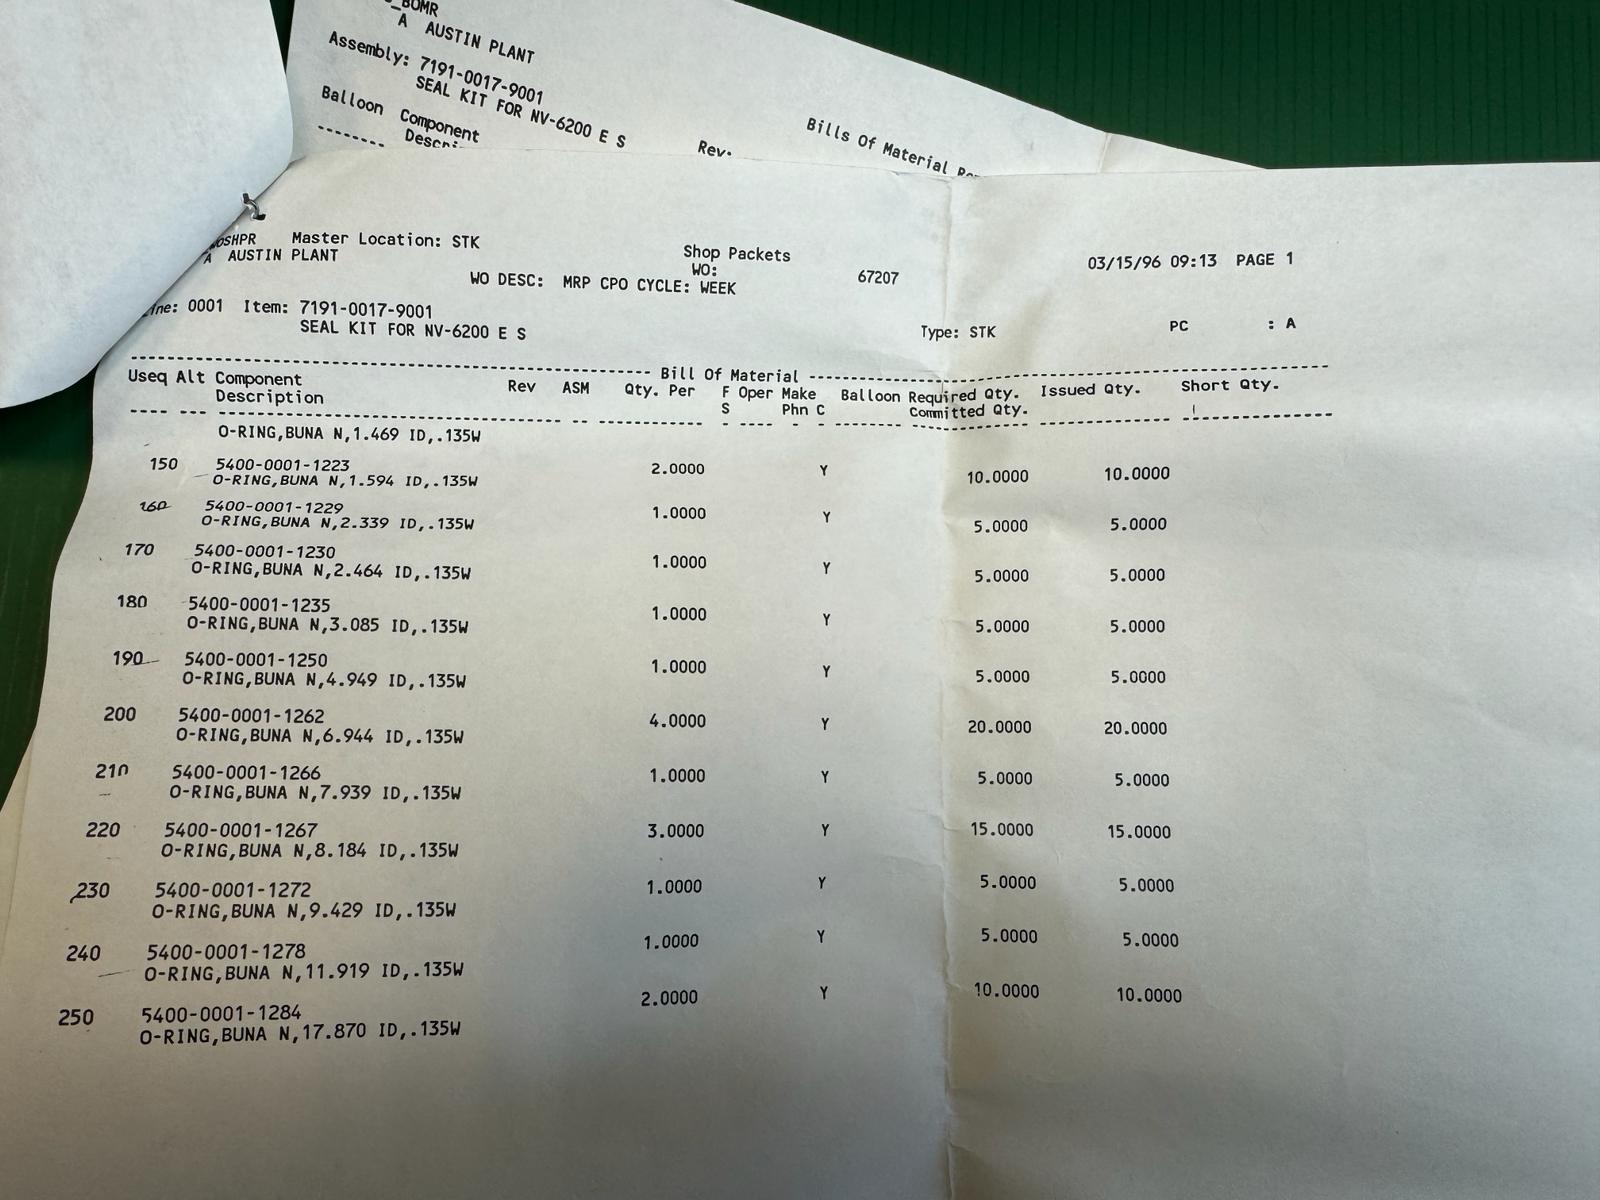 BOMR
A AUSTIN PLANT
Assembly: 7191-0017-9001
SEAL KIT FOR NV-6200 E S
Bills Of Material
Balloon Component Rev.
-------
OSHPR Master Location: STK Shop Packets 03/15/96 09:13 PAGE 1
A AUSTIN PLANT WO: 67207
WO DESC: MRP CPO CYCLE: WEEK
Line: 0001 Item: 7191-0017-9001 Type: STK PC : A
SEAL KIT FOR NV-6200 E S
Bill Of Material
Useq Alt Component Rev ASM Qty. Per F Oper Make Balloon Required Qty. Issued Qty. Short Qty.
Description S Phn C Committed Qty.
O-RING,BUNA N,1.469 ID,.135W
150 5400-0001-1223 2.0000 Y 10.0000 10.0000
O-RING,BUNA N,1.594 ID,.135W
160 5400-0001-1229 1.0000 Y 5.0000 5.0000
O-RING,BUNA N,2.339 ID,.135W
170 5400-0001-1230 1.0000 Y 5.0000 5.0000
O-RING,BUNA N,2.464 ID,.135W
180 5400-0001-1235 1.0000 Y 5.0000 5.0000
O-RING,BUNA N,3.085 ID,.135W
190 5400-0001-1250 1.0000 Y 5.0000 5.0000
O-RING,BUNA N,4.949 ID,.135W
200 5400-0001-1262 4.0000 Y 20.0000 20.0000
O-RING,BUNA N,6.944 ID,.135W
210 5400-0001-1266 1.0000 Y 5.0000 5.0000
O-RING,BUNA N,7.939 ID,.135W
220 5400-0001-1267 3.0000 Y 15.0000 15.0000
O-RING,BUNA N,8.184 ID,.135W
230 5400-0001-1272 1.0000 Y 5.0000 5.0000
O-RING,BUNA N,9.429 ID,.135W
240 5400-0001-1278 1.0000 Y 5.0000 5.0000
O-RING,BUNA N,11.919 ID,.135W
250 5400-0001-1284 2.0000 Y 10.0000 10.0000
O-RING,BUNA N,17.870 ID,.135W